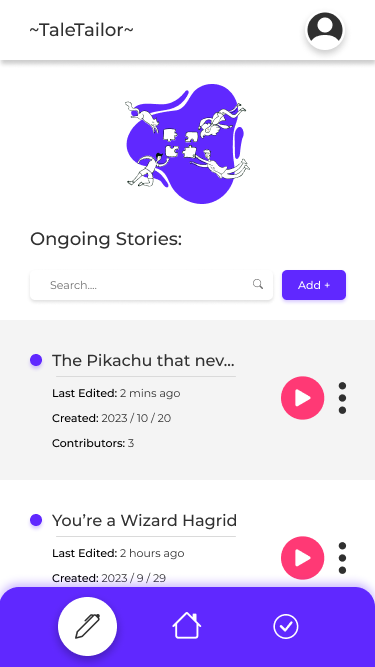 ~TaleTailor~
Ongoing Stories:
Search....
Add +
The Pikachu that nev...
Last Edited: 2 mins ago
Created: 2023 / 10 / 20
Contributors: 3
You're a Wizard Hagrid
Last Edited: 2 hours ago
Created: 2023 / 9 / 29